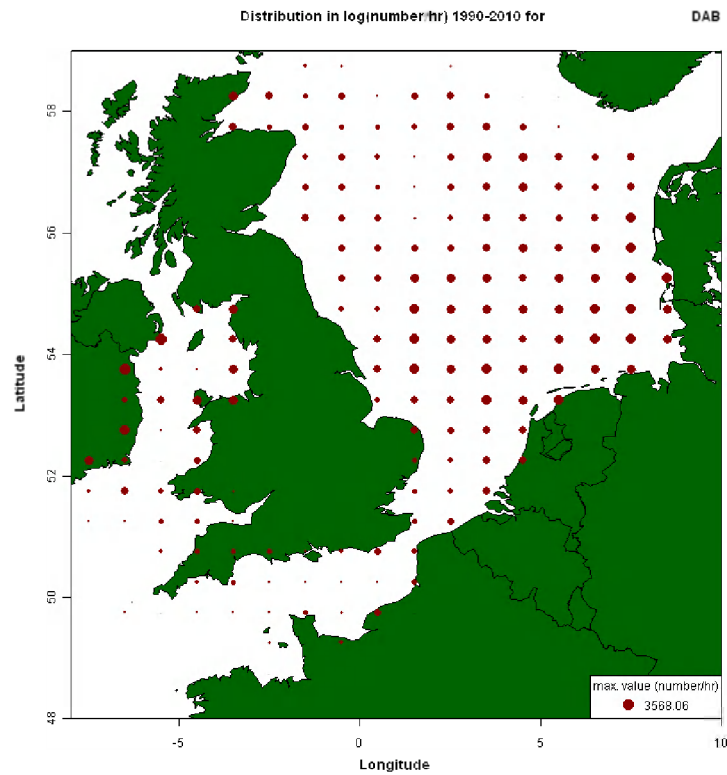 Distribution in log(number*hr) 1990-2010 for DAB
58
56
54
52
50
48
Latitude
-5 0 5 10
Longitude
max. value (number/hr)
3568.06